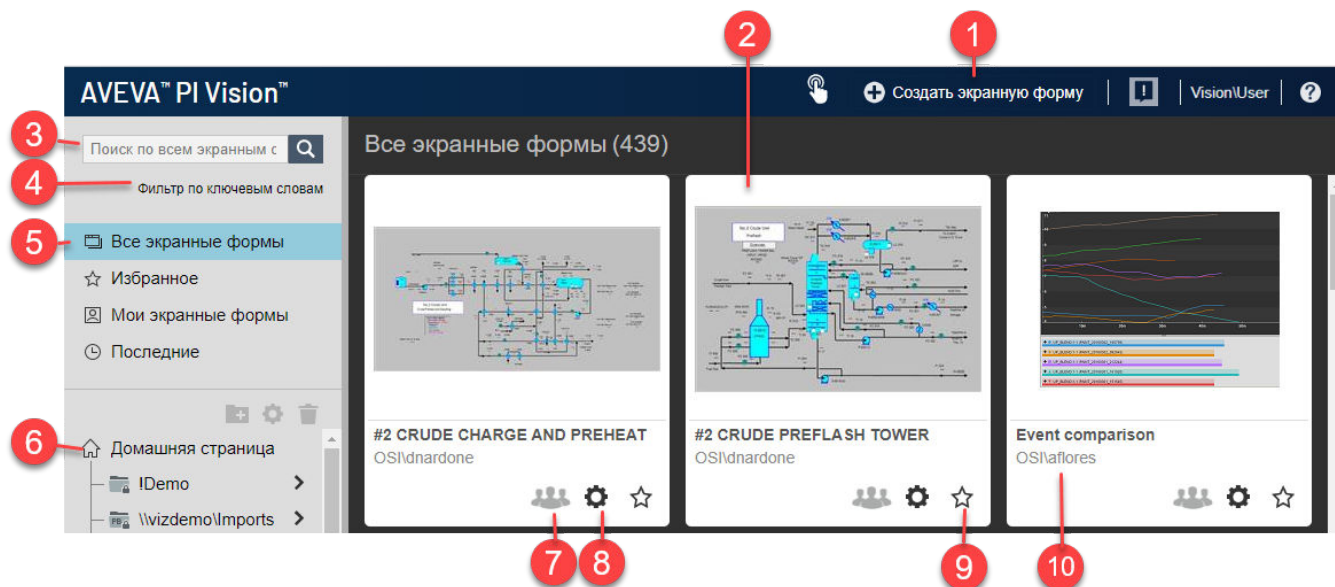 2
1
AVEVA™ PI Vision™
Создать экранную форму
Vision\User
?
3
Поиск по всем экранным с
Все экранные формы (439)
4
Фильтр по ключевым словам
5
Все экранные формы
Избранное
Мои экранные формы
Последние
#2 CRUDE CHARGE AND PREHEAT
OSI\dnardone
#2 CRUDE PREFLASH TOWER
OSI\dnardone
Event comparison
OSI\aflores
6
Домашняя страница
!Demo
\\vizdemo\Imports
7
8
9
10